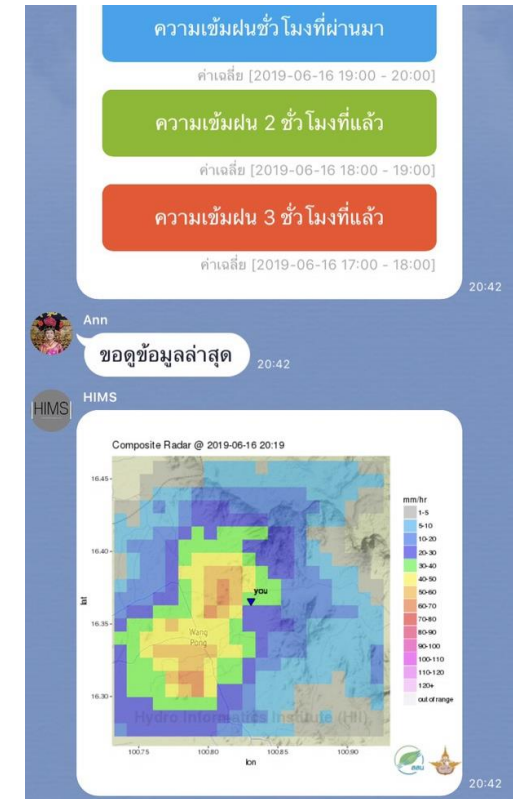 ความเข้มฝนชั่วโมงที่ผ่านมา
ค่าเฉลี่ย [2019-06-16 19:00 - 20:00]
ความเข้มฝน 2 ชั่วโมงที่แล้ว
ค่าเฉลี่ย [2019-06-16 18:00 - 19:00]
ความเข้มฝน 3 ชั่วโมงที่แล้ว
ค่าเฉลี่ย [2019-06-16 17:00 - 18:00]
20:42
Ann
ขอดูข้อมูลล่าสุด
20:42
HIMS
HIMS
Composite Radar @ 2019-06-16 20:19
16.45
16.40
16.35
16.30
lat
you
Wang
Pong
Hydro Informatics Institute (HII)
100.75
100.80
100.85
100.90
lon
mm/hr
1-5
5-10
10-20
20-30
30-40
40-50
50-60
60-70
70-80
80-90
90-100
100-110
110-120
120+
out of range
สสน
20:42